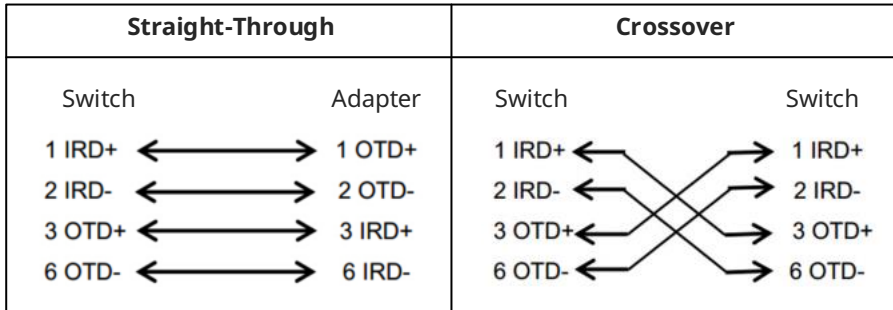 Straight-Through Crossover
Switch Adapter Switch Switch
1 IRD+ 1 OTD+ 1 IRD+ 1 IRD+
2 IRD- 2 OTD- 2 IRD- 2 IRD-
3 OTD+ 3 IRD+ 3 OTD+ 3 OTD+
6 OTD- 6 IRD- 6 OTD- 6 OTD-